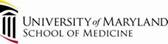 UNIVERSITY of MARYLAND
SCHOOL OF MEDICINE